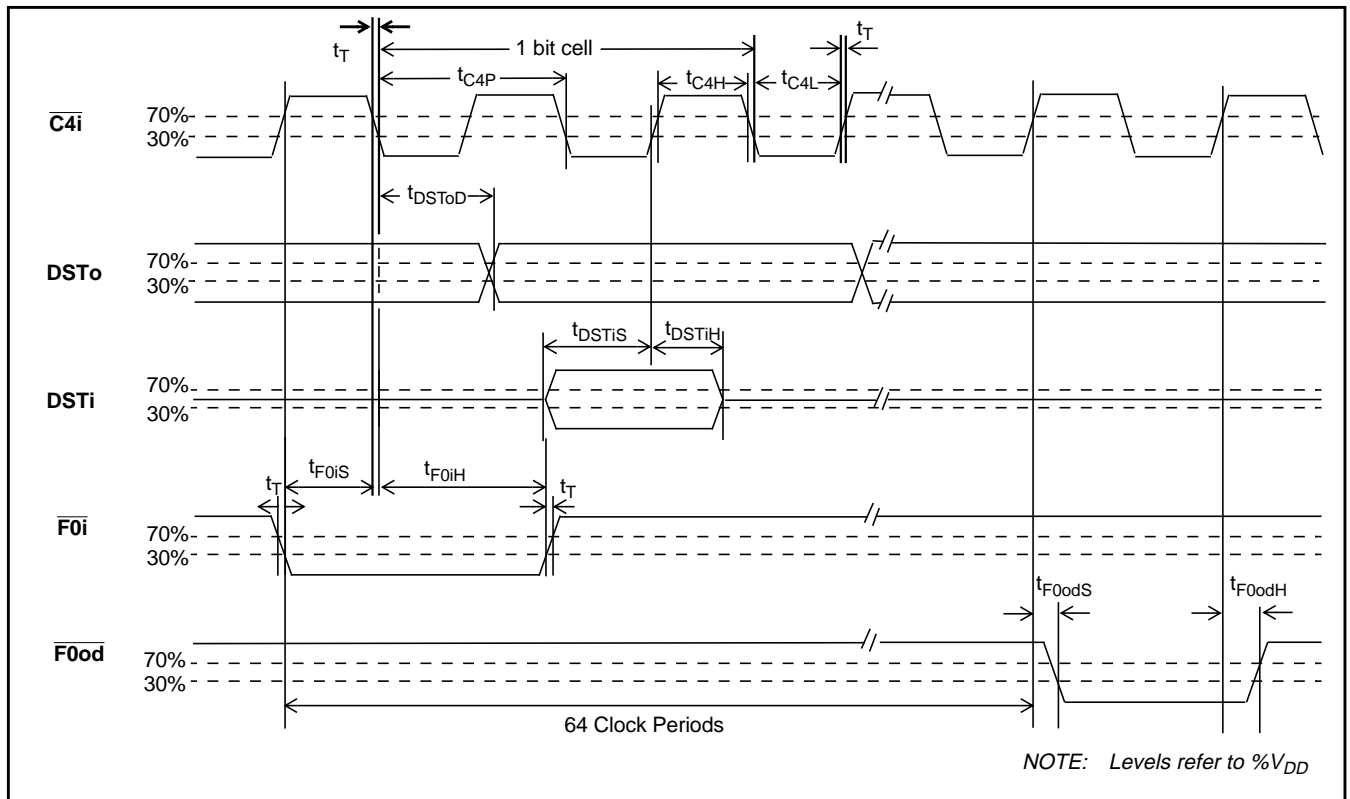 tT
1 bit cell
tT
tC4P
tC4H
tC4L
C4i
70%
30%
tDSToD
DSTo
70%
30%
tDSTiS
tDSTiH
DSTi
70%
30%
tF0iS
tF0iH
tT
tT
F0i
70%
30%
tF0odS
tF0odH
F0od
70%
30%
64 Clock Periods
NOTE: Levels refer to %VDD